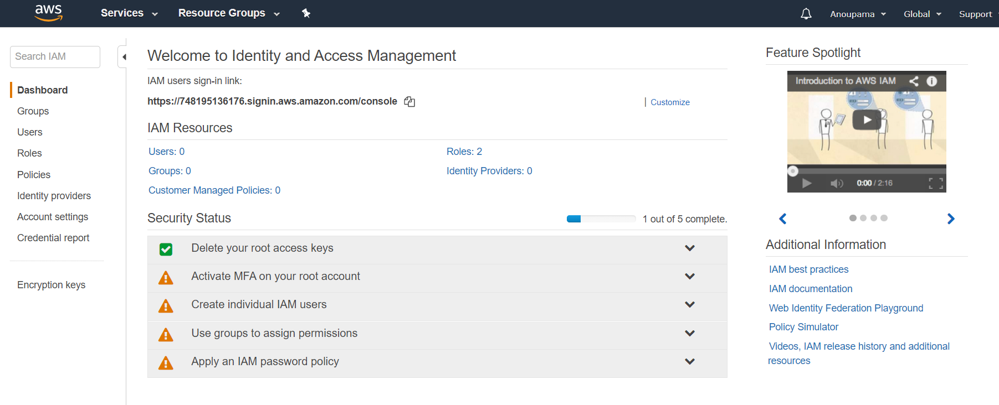 aws
Services
Resource Groups
Anoupama
Global
Support
Search IAM
Dashboard
Groups
Users
Roles
Policies
Identity providers
Account settings
Credential report
Encryption keys
Welcome to Identity and Access Management
IAM users sign-in link:
https://748195136176.signin.aws.amazon.com/console
Customize
IAM Resources
Users: 0
Roles: 2
Groups: 0
Identity Providers: 0
Customer Managed Policies: 0
Security Status
1 out of 5 complete.
Delete your root access keys
Activate MFA on your root account
Create individual IAM users
Use groups to assign permissions
Apply an IAM password policy
Feature Spotlight
Introduction to AWS IAM
0:00 / 2:16
Additional Information
IAM best practices
IAM documentation
Web Identity Federation Playground
Policy Simulator
Videos, IAM release history and additional
resources